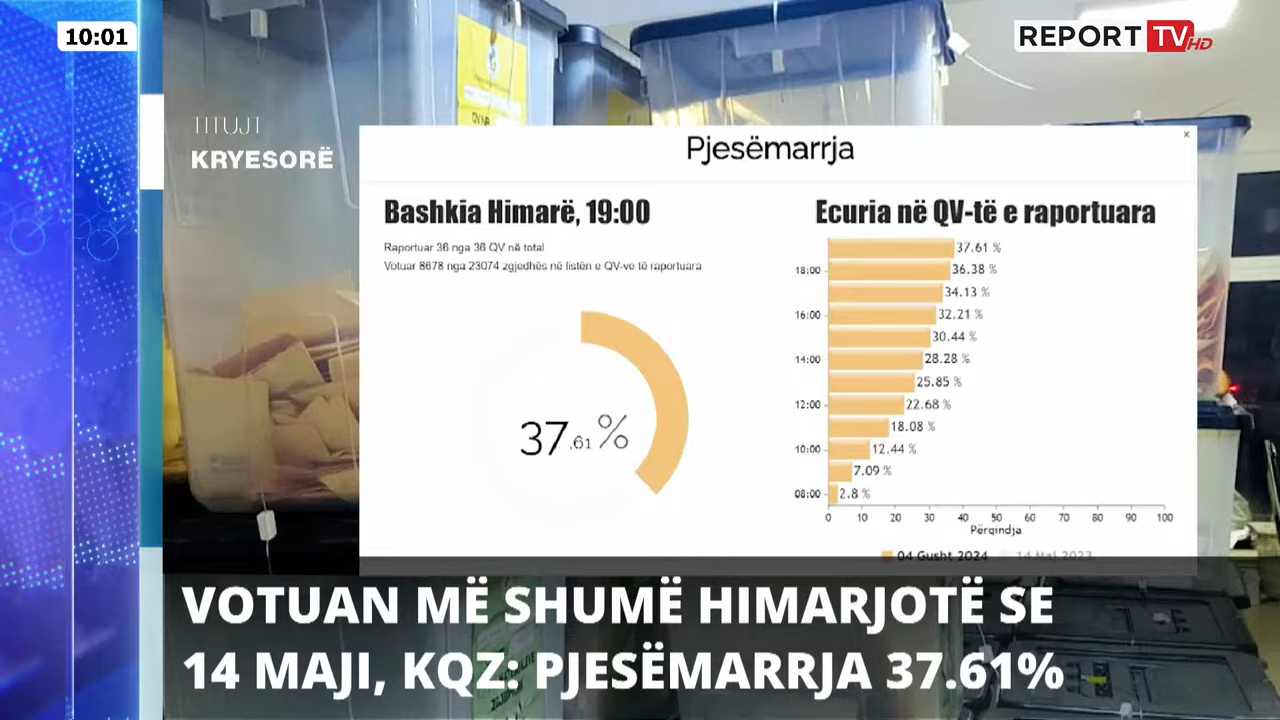 10:01
REPORT TV HD
TITUJT
KRYESORË
Pjesëmarrja
×
Bashkia Himarë, 19:00
Raportuar 36 nga 36 QV në total
Votuar 8678 nga 23074 zgjedhës në listën e QV-ve të raportuara
37.61 %
Ecuria në QV-të e raportuara
37.61 %
18:00 36.38 %
34.13 %
16:00 32.21 %
30.44 %
14:00 28.28 %
25.85 %
12:00 22.68 %
18.08 %
10:00 12.44 %
7.09 %
08:00 2.8 %
0 10 20 30 40 50 60 70 80 90 100
Përqindja
04 Gusht 2024 14 Maj 2023
VOTUAN MË SHUMË HIMARJOTË SE
14 MAJI, KQZ: PJESËMARRJA 37.61%